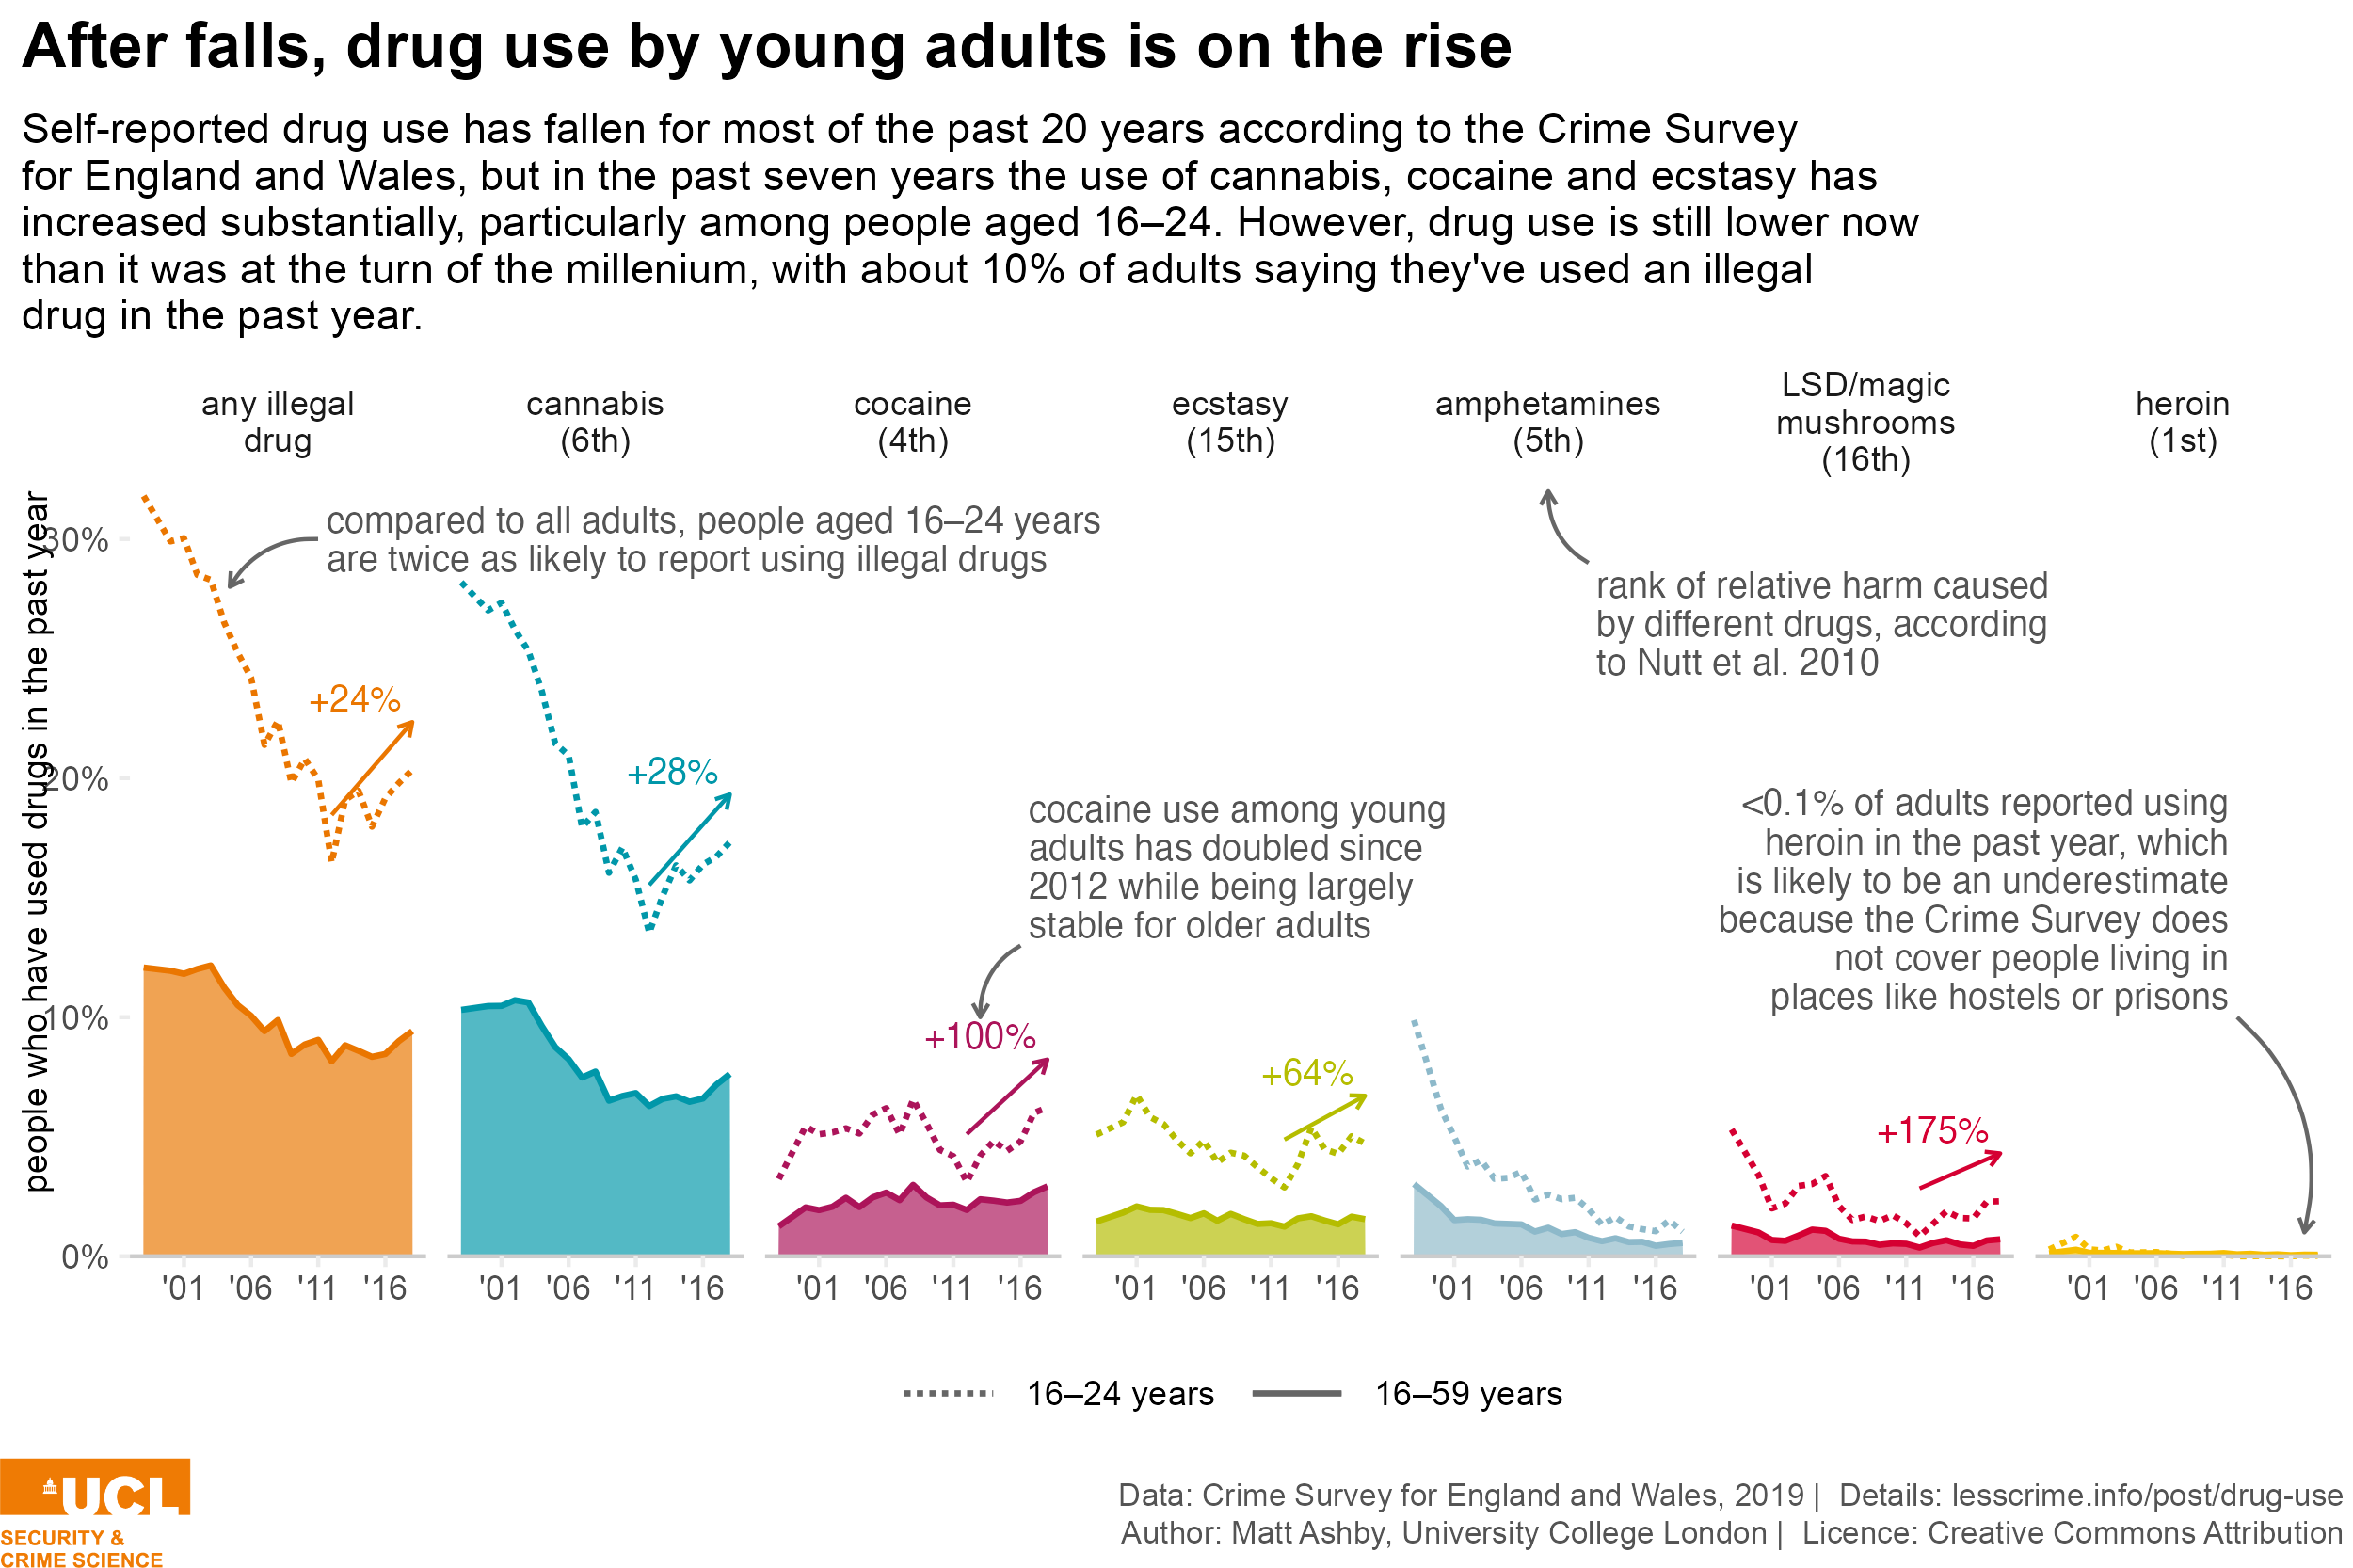 After falls, drug use by young adults is on the rise
Self-reported drug use has fallen for most of the past 20 years according to the Crime Survey
for England and Wales, but in the past seven years the use of cannabis, cocaine and ecstasy has
increased substantially, particularly among people aged 16–24. However, drug use is still lower now
than it was at the turn of the millenium, with about 10% of adults saying they've used an illegal
drug in the past year.
any illegal
drug
cannabis
(6th)
cocaine
(4th)
ecstasy
(15th)
amphetamines
(5th)
LSD/magic
mushrooms
(16th)
heroin
(1st)
people who have used drugs in the past year
30%
20%
10%
0%
compared to all adults, people aged 16–24 years
are twice as likely to report using illegal drugs
rank of relative harm caused
by different drugs, according
to Nutt et al. 2010
+24%
+28%
cocaine use among young
adults has doubled since
2012 while being largely
stable for older adults
<0.1% of adults reported using
heroin in the past year, which
is likely to be an underestimate
because the Crime Survey does
not cover people living in
places like hostels or prisons
+100%
+64%
+175%
'01 '06 '11 '16
'01 '06 '11 '16
'01 '06 '11 '16
'01 '06 '11 '16
'01 '06 '11 '16
'01 '06 '11 '16
'01 '06 '11 '16
16–24 years
16–59 years
UCL
SECURITY &
CRIME SCIENCE
Data: Crime Survey for England and Wales, 2019 | Details: lesscrime.info/post/drug-use
Author: Matt Ashby, University College London | Licence: Creative Commons Attribution